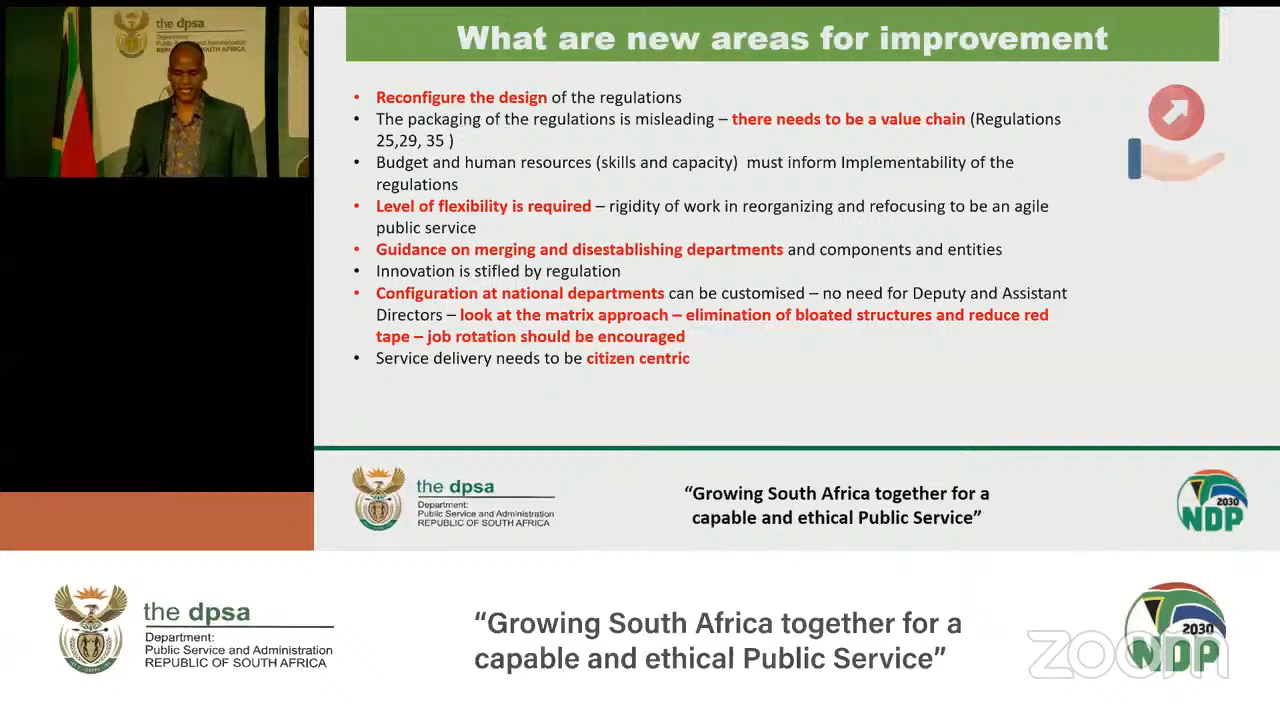 the dpsa
Department:
Public Service and Administration
REPUBLIC OF SOUTH AFRICA
What are new areas for improvement
• Reconfigure the design of the regulations
• The packaging of the regulations is misleading – there needs to be a value chain (Regulations
25,29, 35 )
• Budget and human resources (skills and capacity)  must inform Implementability of the
regulations
• Level of flexibility is required – rigidity of work in reorganizing and refocusing to be an agile
public service
• Guidance on merging and disestablishing departments and components and entities
• Innovation is stifled by regulation
• Configuration at national departments can be customised – no need for Deputy and Assistant
Directors – look at the matrix approach – elimination of bloated structures and reduce red
tape – job rotation should be encouraged
• Service delivery needs to be citizen centric
the dpsa
Department:
Public Service and Administration
REPUBLIC OF SOUTH AFRICA
“Growing South Africa together for a
capable and ethical Public Service”
2030
NDP
the dpsa
Department:
Public Service and Administration
REPUBLIC OF SOUTH AFRICA
“Growing South Africa together for a
capable and ethical Public Service”
2030
NDP
zoom